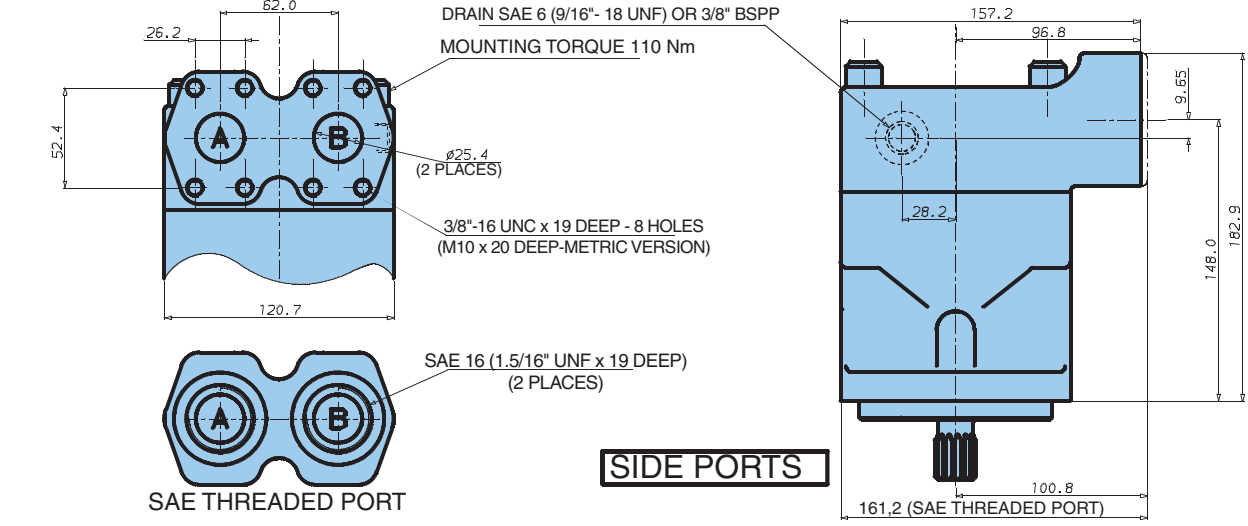 62.0
26.2
52.4
DRAIN SAE 6 (9/16"- 18 UNF) OR 3/8" BSPP
MOUNTING TORQUE 110 Nm
A
B
ø25.4
(2 PLACES)
3/8"-16 UNC x 19 DEEP - 8 HOLES
(M10 x 20 DEEP-METRIC VERSION)
120.7
157.2
96.8
9.65
28.2
148.0
182.9
SAE 16 (1.5/16" UNF x 19 DEEP)
(2 PLACES)
A
B
SAE THREADED PORT
SIDE PORTS
100.8
161,2 (SAE THREADED PORT)